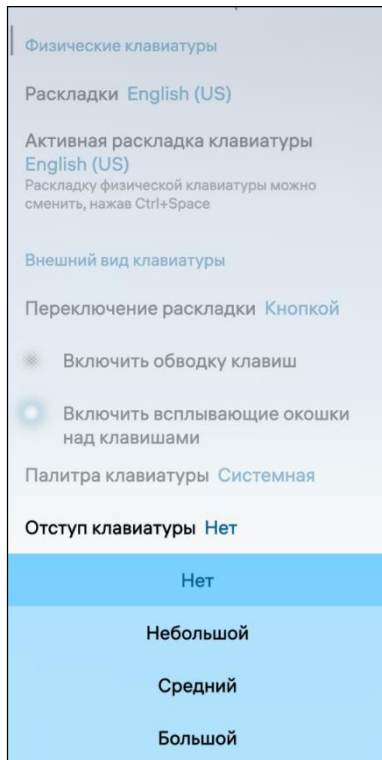 Физические клавиатуры
Раскладки English (US)
Активная раскладка клавиатуры
English (US)
Раскладку физической клавиатуры можно
сменить, нажав Ctrl+Space
Внешний вид клавиатуры
Переключение раскладки Кнопкой
Включить обводку клавиш
Включить всплывающие окошки
над клавишами
Палитра клавиатуры Системная
Отступ клавиатуры Нет
Нет
Небольшой
Средний
Большой